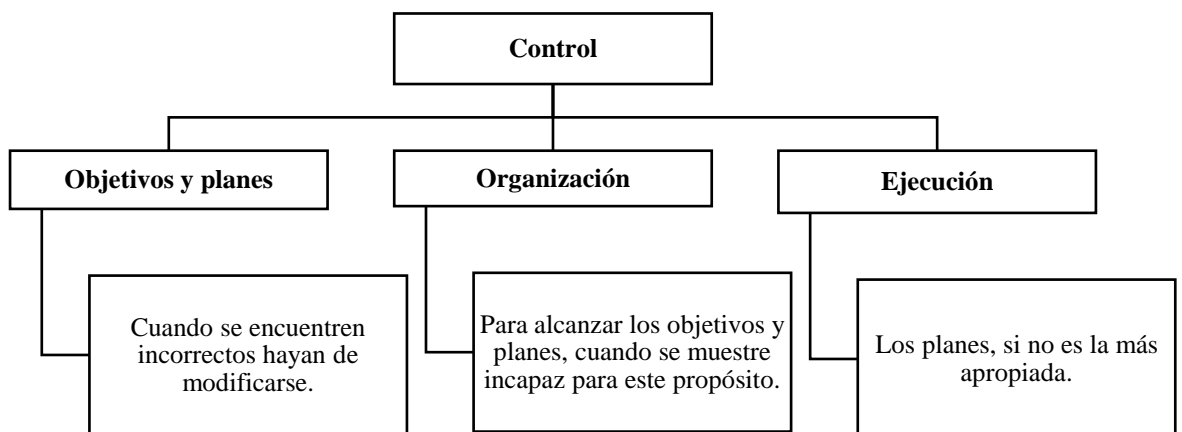 Control
Objetivos y planes
Organización
Ejecución
Cuando se encuentren
incorrectos hayan de
modificarse.
Para alcanzar los objetivos y
planes, cuando se muestre
incapaz para este propósito.
Los planes, si no es la más
apropiada.